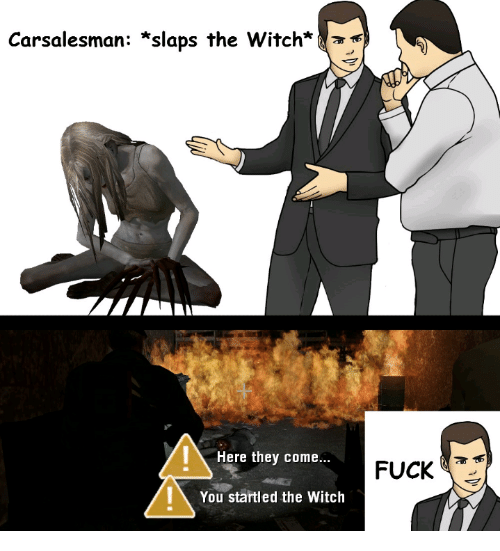 Carsalesman: *slaps the Witch*
Here they come...
You startled the Witch
FUCK